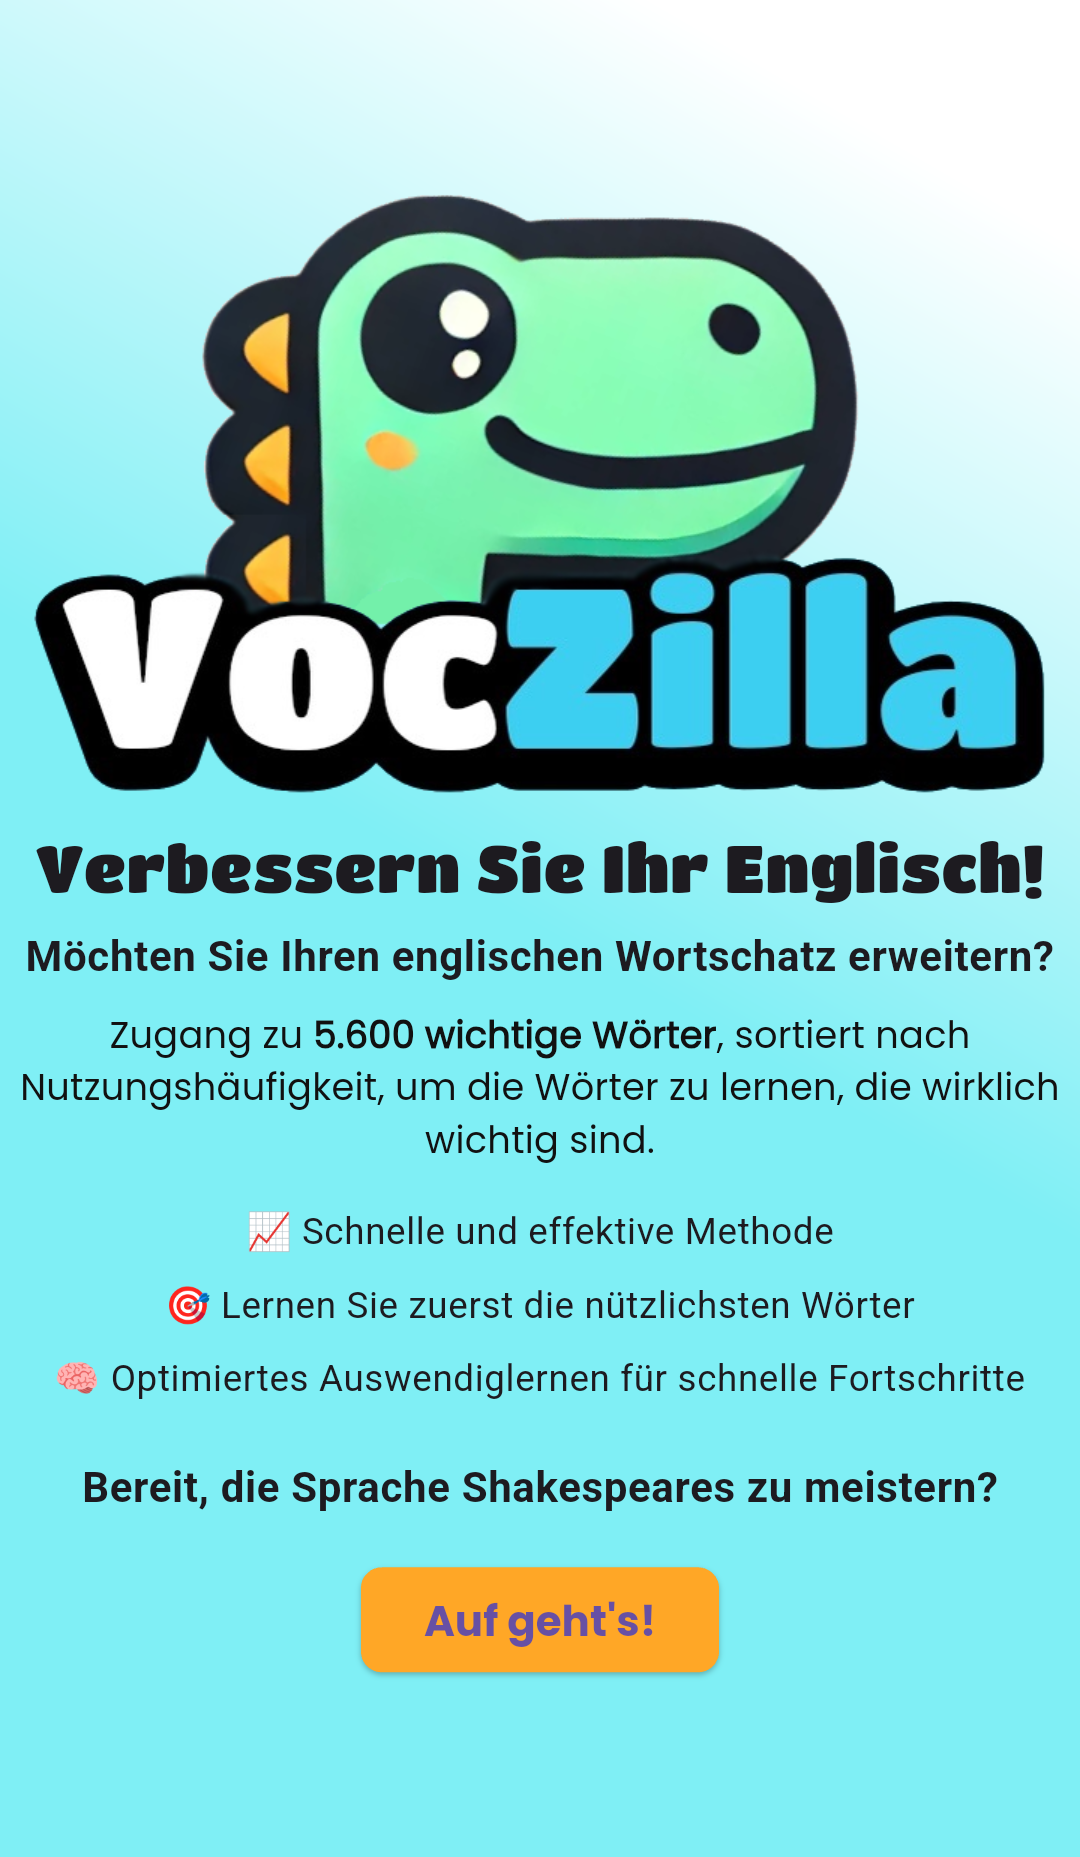 VocZilla
Verbessern Sie Ihr Englisch!
Möchten Sie Ihren englischen Wortschatz erweitern?
Zugang zu 5.600 wichtige Wörter, sortiert nach
Nutzungshäufigkeit, um die Wörter zu lernen, die wirklich
wichtig sind.
📈 Schnelle und effektive Methode
🎯 Lernen Sie zuerst die nützlichsten Wörter
🧠 Optimiertes Auswendiglernen für schnelle Fortschritte
Bereit, die Sprache Shakespeares zu meistern?
Auf geht's!